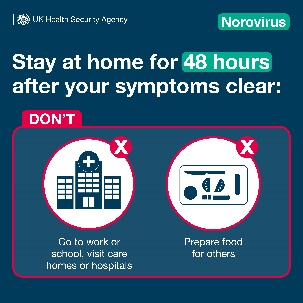 UK Health Security Agency
Norovirus
Stay at home for 48 hours
after your symptoms clear:
DON'T
X
X
Go to work or
school, visit care
homes or hospitals
Prepare food
for others